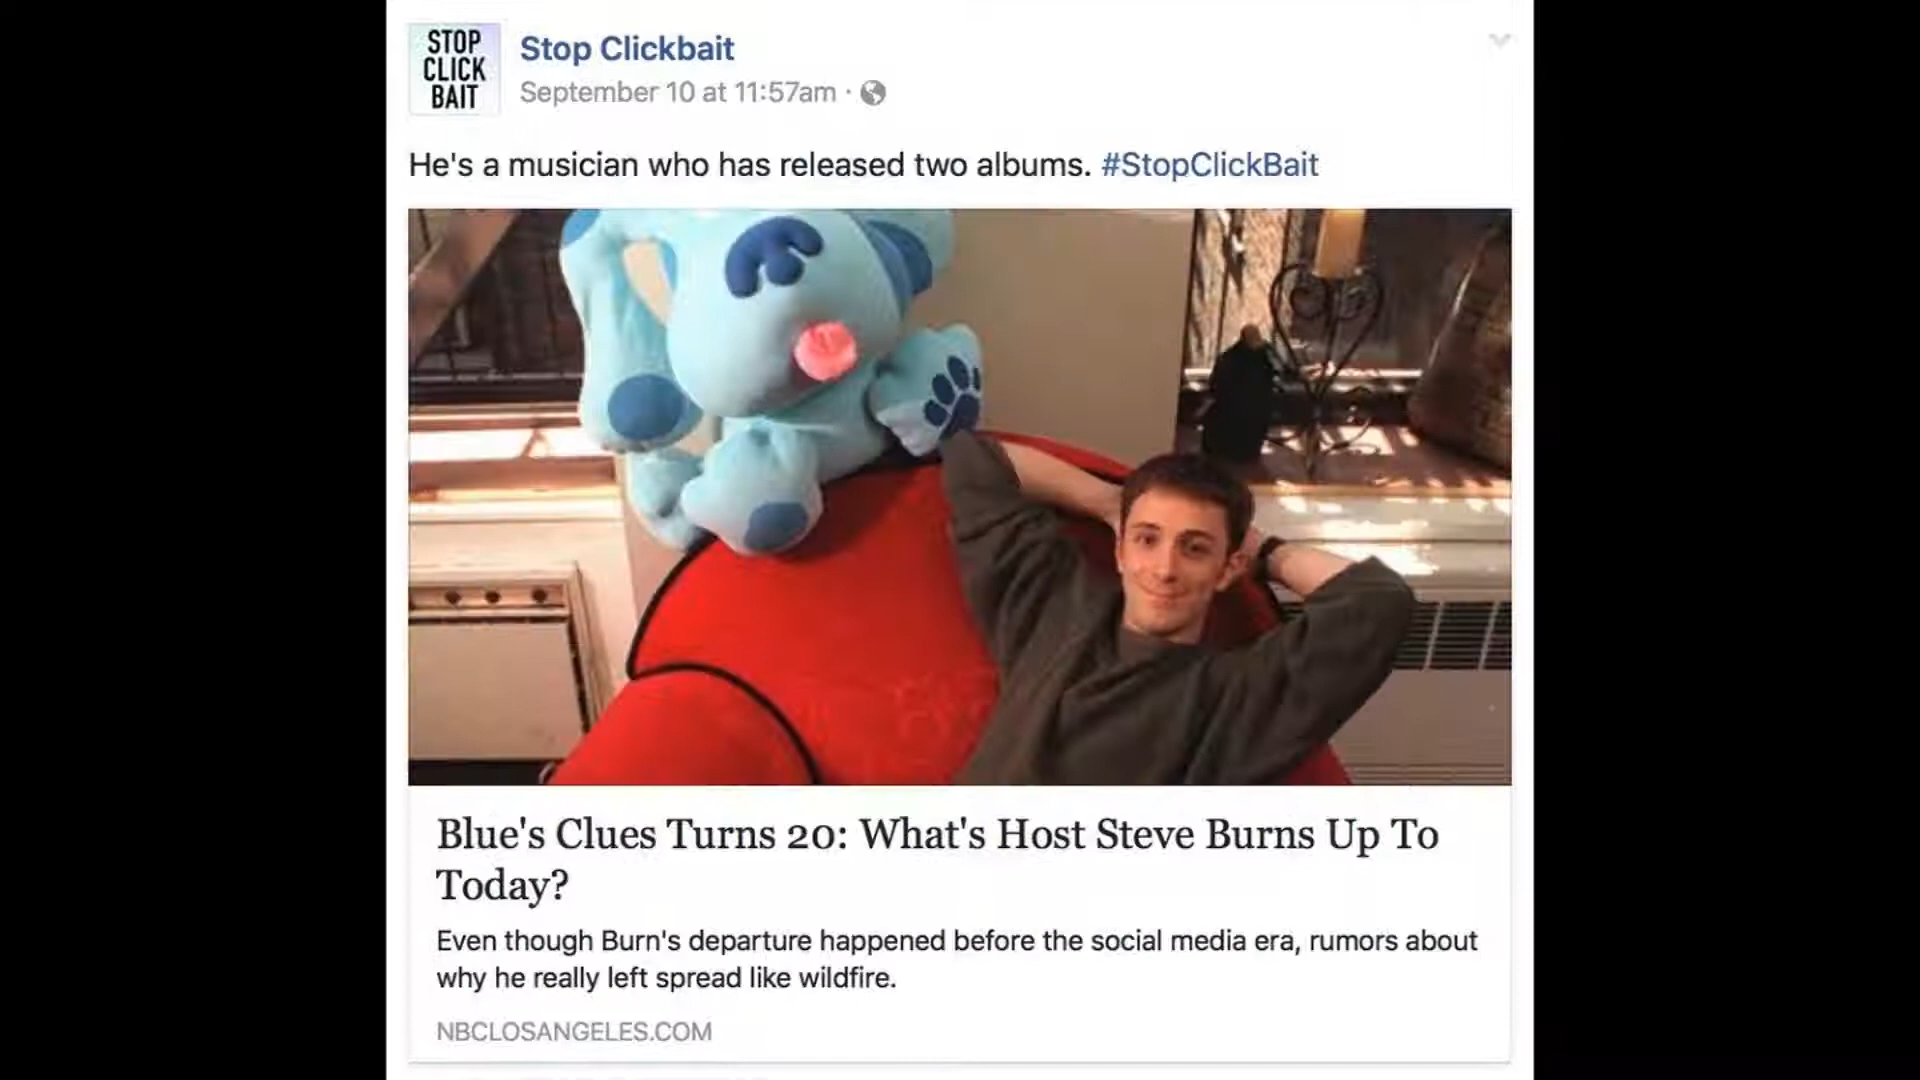 STOP
CLICK
BAIT
Stop Clickbait
September 10 at 11:57am ·
He's a musician who has released two albums. #StopClickBait
Blue's Clues Turns 20: What's Host Steve Burns Up To
Today?
Even though Burn's departure happened before the social media era, rumors about
why he really left spread like wildfire.
NBCLOSANGELES.COM